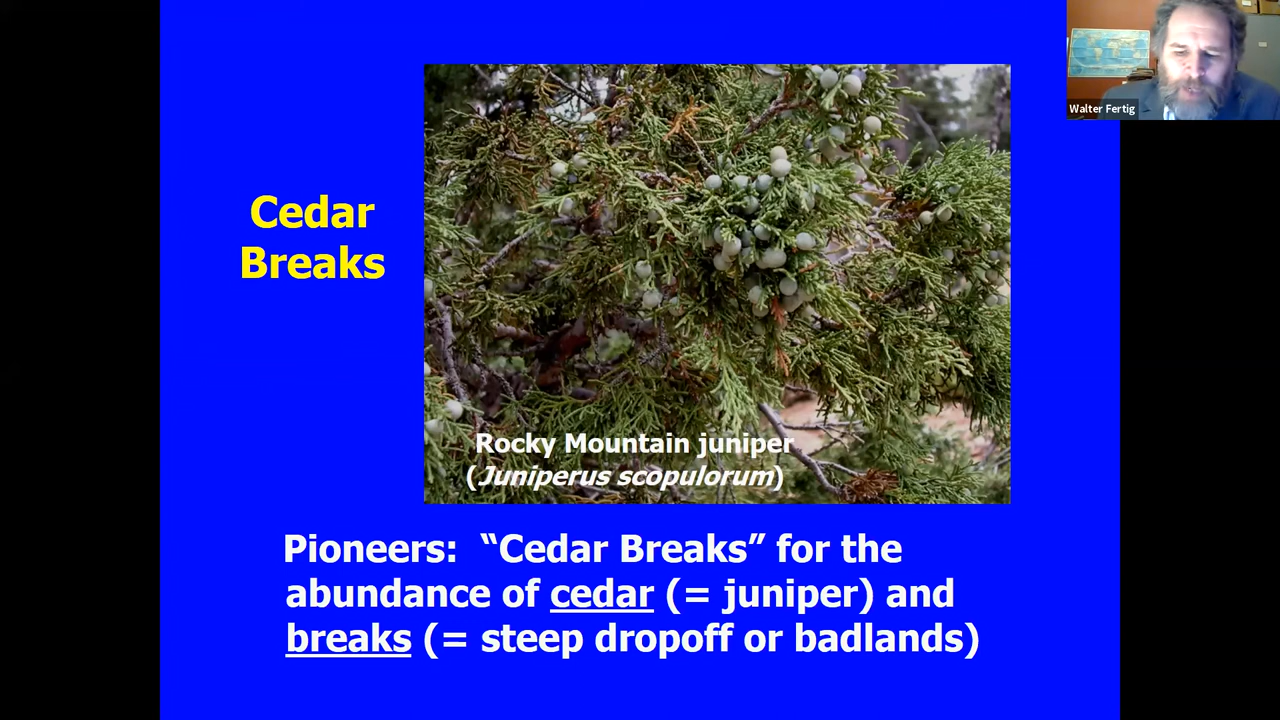 Walter Fertig
Cedar
Breaks
Rocky Mountain juniper
(Juniperus scopulorum)
Pioneers: “Cedar Breaks” for the
abundance of cedar (= juniper) and
breaks (= steep dropoff or badlands)